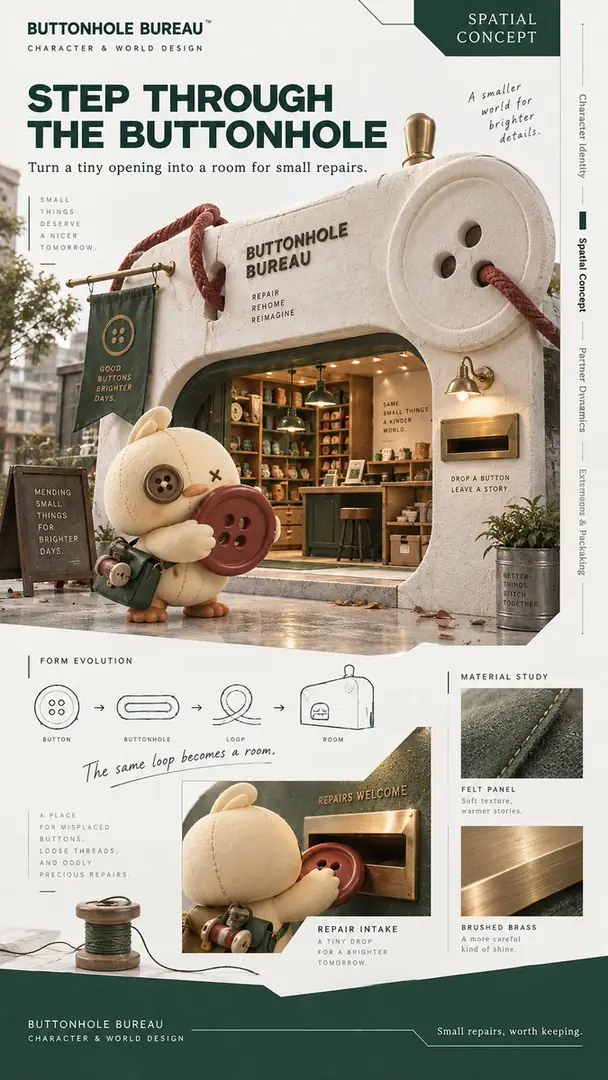 BUTTONHOLE BUREAU™
CHARACTER & WORLD DESIGN
SPATIAL
CONCEPT
STEP THROUGH
THE BUTTONHOLE
Turn a tiny opening into a room for small repairs.
A smaller
world for
brighter
details.
SMALL
THINGS
DESERVE
A NICER
TOMORROW.
Character Identity
Spatial Concept
Partner Dynamics
BUTTONHOLE
BUREAU
REPAIR
REHOME
REIMAGINE
GOOD
BUTTONS
BRIGHTER
DAYS.
SAME
SMALL THINGS
A KINDER
WORLD.
DROP A BUTTON
LEAVE A STORY.
MENDING
SMALL
THINGS
FOR
BRIGHTER
DAYS.
BETTER
THINGS
STITCH
TOGETHER.
FORM EVOLUTION
BUTTON
BUTTONHOLE
LOOP
ROOM
The same loop becomes a room.
MATERIAL STUDY
FELT PANEL
Soft texture,
warmer stories.
BRUSHED BRASS
A more careful
kind of shine.
A PLACE
FOR MISPLACED
BUTTONS,
LOOSE THREADS,
AND ODDLY
PRECIOUS REPAIRS.
REPAIRS WELCOME
REPAIR INTAKE
A TINY DROP
FOR A BRIGHTER
TOMORROW.
BUTTONHOLE BUREAU
CHARACTER & WORLD DESIGN
Small repairs, worth keeping.